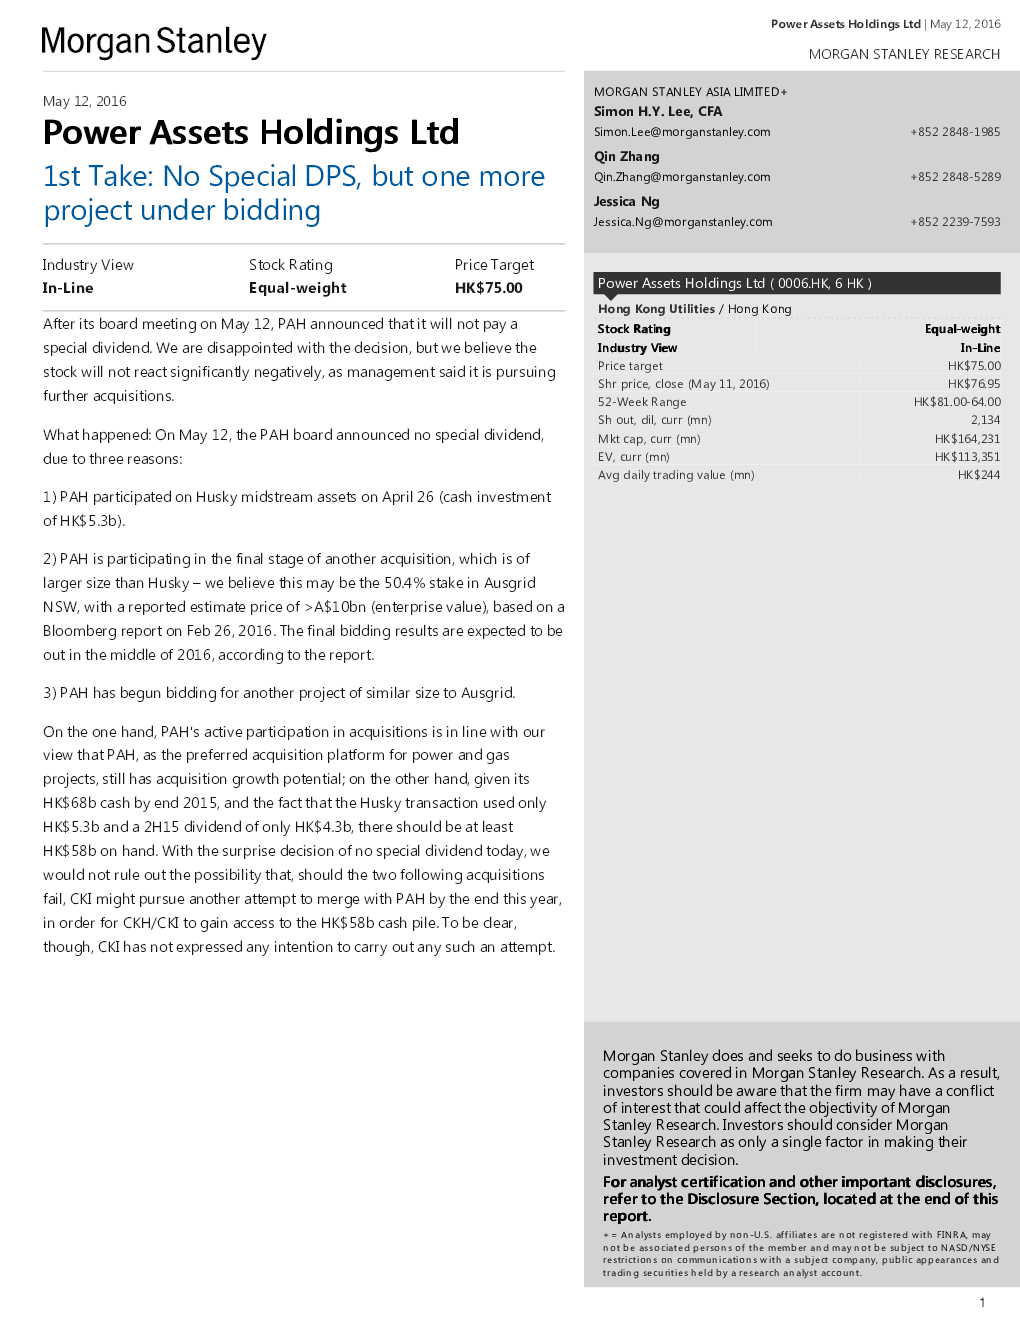 Morgan Stanley
Power Assets Holdings Ltd | May 12, 2016
MORGAN STANLEY RESEARCH
May 12, 2016
Power Assets Holdings Ltd
1st Take: No Special DPS, but one more
project under bidding
Industry View Stock Rating Price Target
In-Line Equal-weight HK$75.00
After its board meeting on May 12, PAH announced that it will not pay a
special dividend. We are disappointed with the decision, but we believe the
stock will not react significantly negatively, as management said it is pursuing
further acquisitions.
What happened: On May 12, the PAH board announced no special dividend,
due to three reasons:
1) PAH participated on Husky midstream assets on April 26 (cash investment
of HK$5.3b).
2) PAH is participating in the final stage of another acquisition, which is of
larger size than Husky – we believe this may be the 50.4% stake in Ausgrid
NSW, with a reported estimate price of >A$10bn (enterprise value), based on a
Bloomberg report on Feb 26, 2016. The final bidding results are expected to be
out in the middle of 2016, according to the report.
3) PAH has begun bidding for another project of similar size to Ausgrid.
On the one hand, PAH's active participation in acquisitions is in line with our
view that PAH, as the preferred acquisition platform for power and gas
projects, still has acquisition growth potential; on the other hand, given its
HK$68b cash by end 2015, and the fact that the Husky transaction used only
HK$5.3b and a 2H15 dividend of only HK$4.3b, there should be at least
HK$58b on hand. With the surprise decision of no special dividend today, we
would not rule out the possibility that, should the two following acquisitions
fail, CKI might pursue another attempt to merge with PAH by the end this year,
in order for CKH/CKI to gain access to the HK$58b cash pile. To be clear,
though, CKI has not expressed any intention to carry out any such an attempt.
MORGAN STANLEY ASIA LIMITED+
Simon H.Y. Lee, CFA
Simon.Lee@morganstanley.com +852 2848-1985
Qin Zhang
Qin.Zhang@morganstanley.com +852 2848-5289
Jessica Ng
Jessica.Ng@morganstanley.com +852 2239-7593
Power Assets Holdings Ltd ( 0006.HK, 6 HK )
Hong Kong Utilities / Hong Kong
Stock Rating Equal-weight
Industry View In-Line
Price target HK$75.00
Shr price, close (May 11, 2016) HK$76.95
52-Week Range HK$81.00-64.00
Sh out, dil, curr (mn) 2,134
Mkt cap, curr (mn) HK$164,231
EV, curr (mn) HK$113,351
Avg daily trading value (mn) HK$244
Morgan Stanley does and seeks to do business with
companies covered in Morgan Stanley Research. As a result,
investors should be aware that the firm may have a conflict
of interest that could affect the objectivity of Morgan
Stanley Research. Investors should consider Morgan
Stanley Research as only a single factor in making their
investment decision.
For analyst certification and other important disclosures,
refer to the Disclosure Section, located at the end of this
report.
+ = Analysts employed by non-U.S. affiliates are not registered with FINRA, may
not be associated persons of the member and may not be subject to NASD/NYSE
restrictions on communications with a subject company, public appearances and
trading securities held by a research analyst account.
1